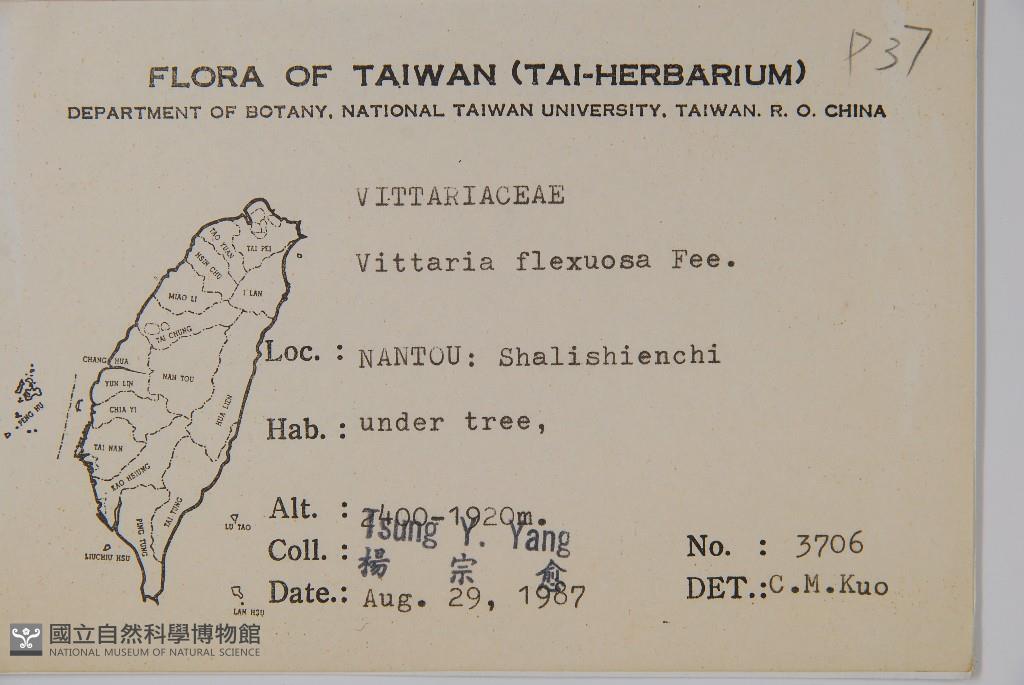 P37
FLORA OF TAIWAN (TAI-HERBARIUM)
DEPARTMENT OF BOTANY, NATIONAL TAIWAN UNIVERSITY, TAIWAN. R. O. CHINA
VITTARIACEAE
Vittaria flexuosa Fee.
Loc. : NANTOU: Shalishienchi
Hab. : under tree,
Alt. : 2400-1920m.
Coll. : Tsung Y. Yang
楊 宗 愈
No. : 3706
Date.: Aug. 29, 1987
DET.: C.M.Kuo
TAO YUAN
TAI PEI
HSIN CHU
I LAN
MIAO LI
TAI CHUNG
CHANG HUA
NAN TOU
YUN LIN
HUA LIEN
CHIA YI
PENG HU
TAI NAN
KAO HSIUNG
TAI TUNG
PING TUNG
LU TAO
LIUCHIU HSU
LAN HSU
國立自然科學博物館
NATIONAL MUSEUM OF NATURAL SCIENCE